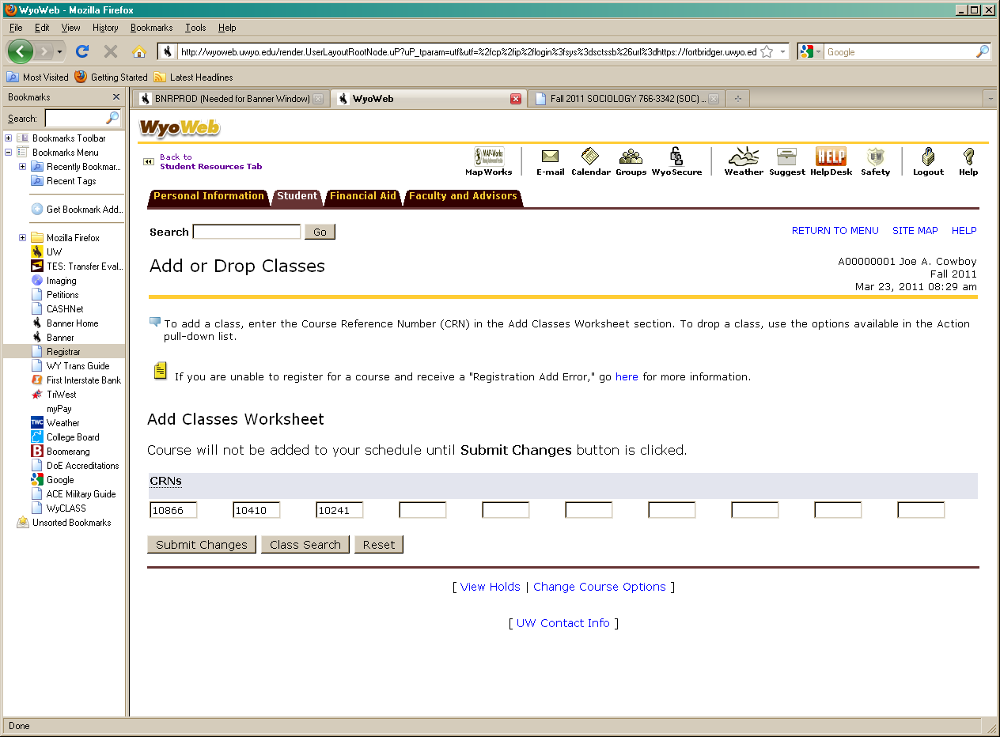 WyoWeb - Mozilla Firefox
File Edit View History Bookmarks Tools Help
http://wyoweb.uwyo.edu/render.UserLayoutRootNode.uP?uP_tparam=utf&utf=%2fcp%2fip%2flogin%3fsys%3dsctssb%26url%3dhttps://fortbridger.uwyo.ed
Google
Most Visited Getting Started Latest Headlines
Bookmarks
Search:
Bookmarks Toolbar
Bookmarks Menu
Recently Bookmar...
Recent Tags
Get Bookmark Add...
Mozilla Firefox
UW
TES: Transfer Eval...
Imaging
Petitions
CASHNet
Banner Home
Banner
Registrar
WY Trans Guide
First Interstate Bank
TriWest
myPay
TWC Weather
College Board
B Boomerang
DoE Accreditations
Google
ACE Military Guide
WyCLASS
Unsorted Bookmarks
BNRPROD (Needed for Banner Window) WyoWeb Fall 2011 SOCIOLOGY 766-3342 (SOC) ...
WyoWeb
Back to
Student Resources Tab
MAP-Works
HELP
UW
MapWorks E-mail Calendar Groups WyoSecure Weather Suggest HelpDesk Safety Logout Help
Personal Information Student Financial Aid Faculty and Advisors
Search Go
RETURN TO MENU SITE MAP HELP
Add or Drop Classes
A00000001 Joe A. Cowboy
Fall 2011
Mar 23, 2011 08:29 am
To add a class, enter the Course Reference Number (CRN) in the Add Classes Worksheet section. To drop a class, use the options available in the Action
pull-down list.
If you are unable to register for a course and receive a "Registration Add Error," go here for more information.
Add Classes Worksheet
Course will not be added to your schedule until Submit Changes button is clicked.
CRNs
10866 10410 10241
Submit Changes Class Search Reset
[ View Holds | Change Course Options ]
[ UW Contact Info ]
Done